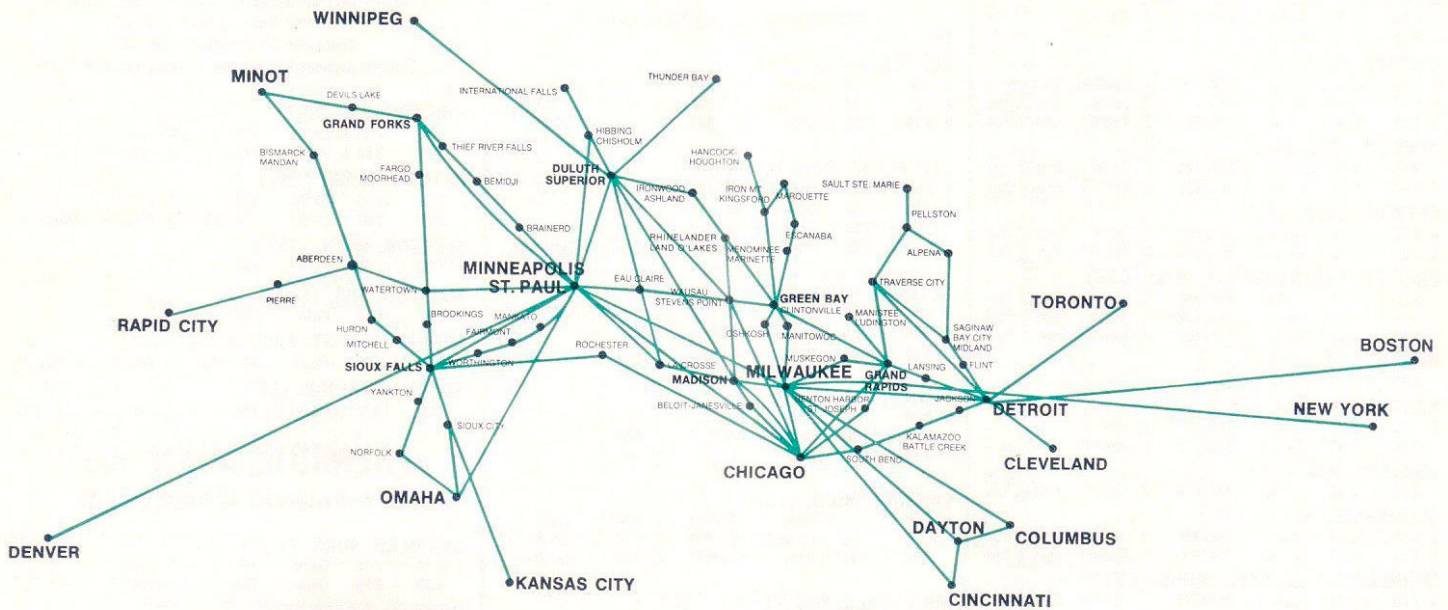 WINNIPEG
MINOT
DEVILS LAKE
GRAND FORKS
INTERNATIONAL FALLS
THUNDER BAY
HIBBING
CHISHOLM
THIEF RIVER FALLS
BISMARCK
MANDAN
FARGO
MOORHEAD
BEMIDJI
DULUTH
SUPERIOR
HANCOCK-
HOUGHTON
IRONWOOD
ASHLAND
IRON MT.
KINGSFORD
MARQUETTE
SAULT STE. MARIE
PELLSTON
BRAINERD
RHINELANDER
LAND O'LAKES
ESCANABA
MENOMINEE
MARINETTE
ALPENA
ABERDEEN
WATERTOWN
MINNEAPOLIS
ST. PAUL
EAU CLAIRE
WAUSAU
STEVENS POINT
GREEN BAY
CLINTONVILLE
TRAVERSE CITY
TORONTO
PIERRE
RAPID CITY
HURON
MITCHELL
BROOKINGS
MANKATO
FAIRMONT
WORTHINGTON
ROCHESTER
OSHKOSH
MANITOWOC
MANISTEE
LUDINGTON
SAGINAW
BAY CITY
MIDLAND
BOSTON
SIOUX FALLS
LA CROSSE
MADISON
MILWAUKEE
MUSKEGON
GRAND
RAPIDS
LANSING
FLINT
YANKTON
BELOIT-JANESVILLE
BENTON HARBOR
ST. JOSEPH
JACKSON
DETROIT
NEW YORK
SIOUX CITY
NORFOLK
KALAMAZOO
BATTLE CREEK
SOUTH BEND
CHICAGO
CLEVELAND
OMAHA
DENVER
KANSAS CITY
DAYTON
COLUMBUS
CINCINNATI